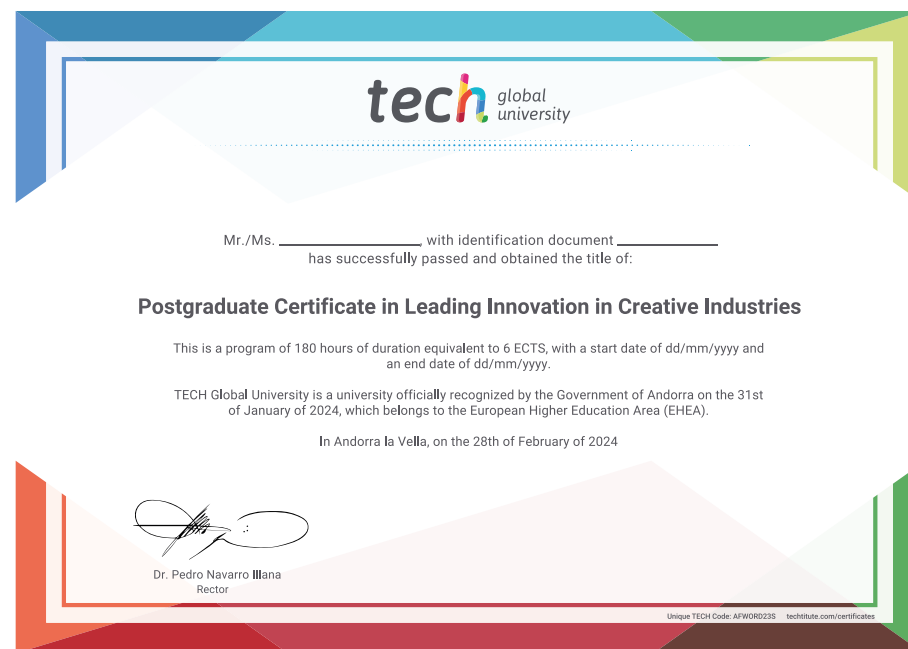 tech global university
Mr./Ms. ____________, with identification document ____________
has successfully passed and obtained the title of:
Postgraduate Certificate in Leading Innovation in Creative Industries
This is a program of 180 hours of duration equivalent to 6 ECTS, with a start date of dd/mm/yyyy and
an end date of dd/mm/yyyy.
TECH Global University is a university officially recognized by the Government of Andorra on the 31st
of January of 2024, which belongs to the European Higher Education Area (EHEA).
In Andorra la Vella, on the 28th of February of 2024
Dr. Pedro Navarro Illana
Rector
Unique TECH Code: AFWORD23S techtitute.com/certificates